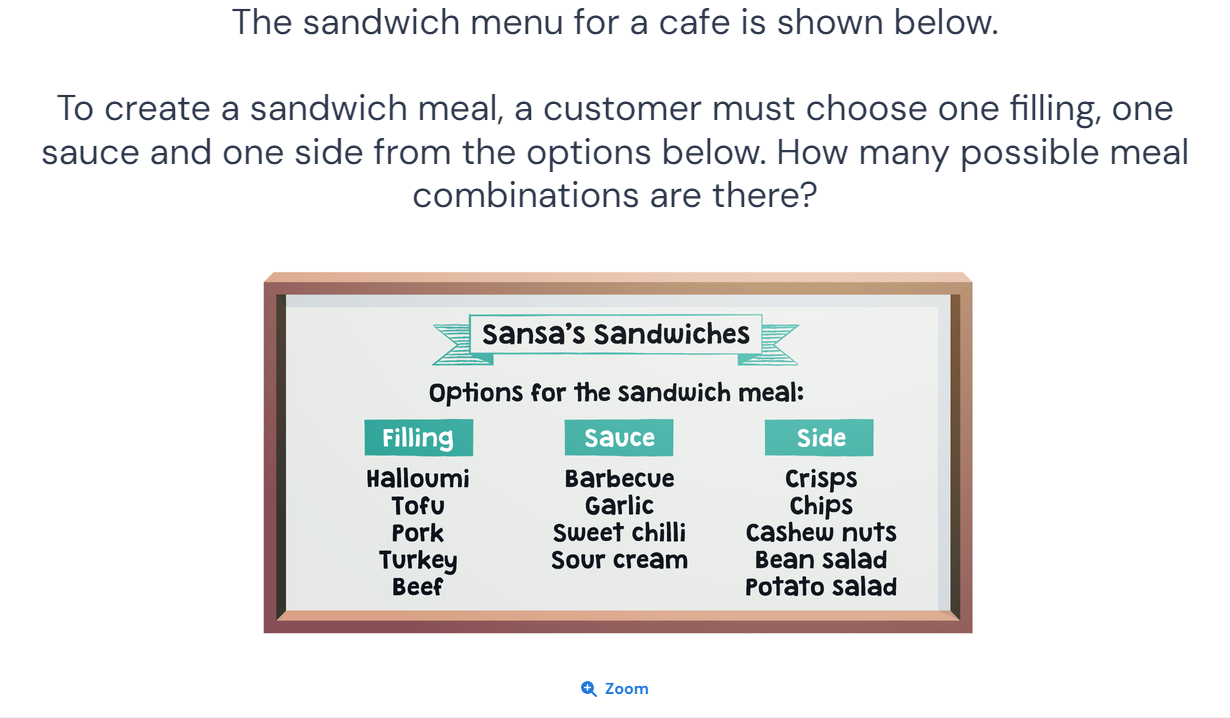 The sandwich menu for a cafe is shown below.
To create a sandwich meal, a customer must choose one filling, one
sauce and one side from the options below. How many possible meal
combinations are there?
Sansa's Sandwiches
Options for the sandwich meal:
Filling Sauce Side
Halloumi Barbecue Crisps
Tofu Garlic Chips
Pork Sweet chilli Cashew nuts
Turkey Sour cream Bean salad
Beef Potato salad
Zoom